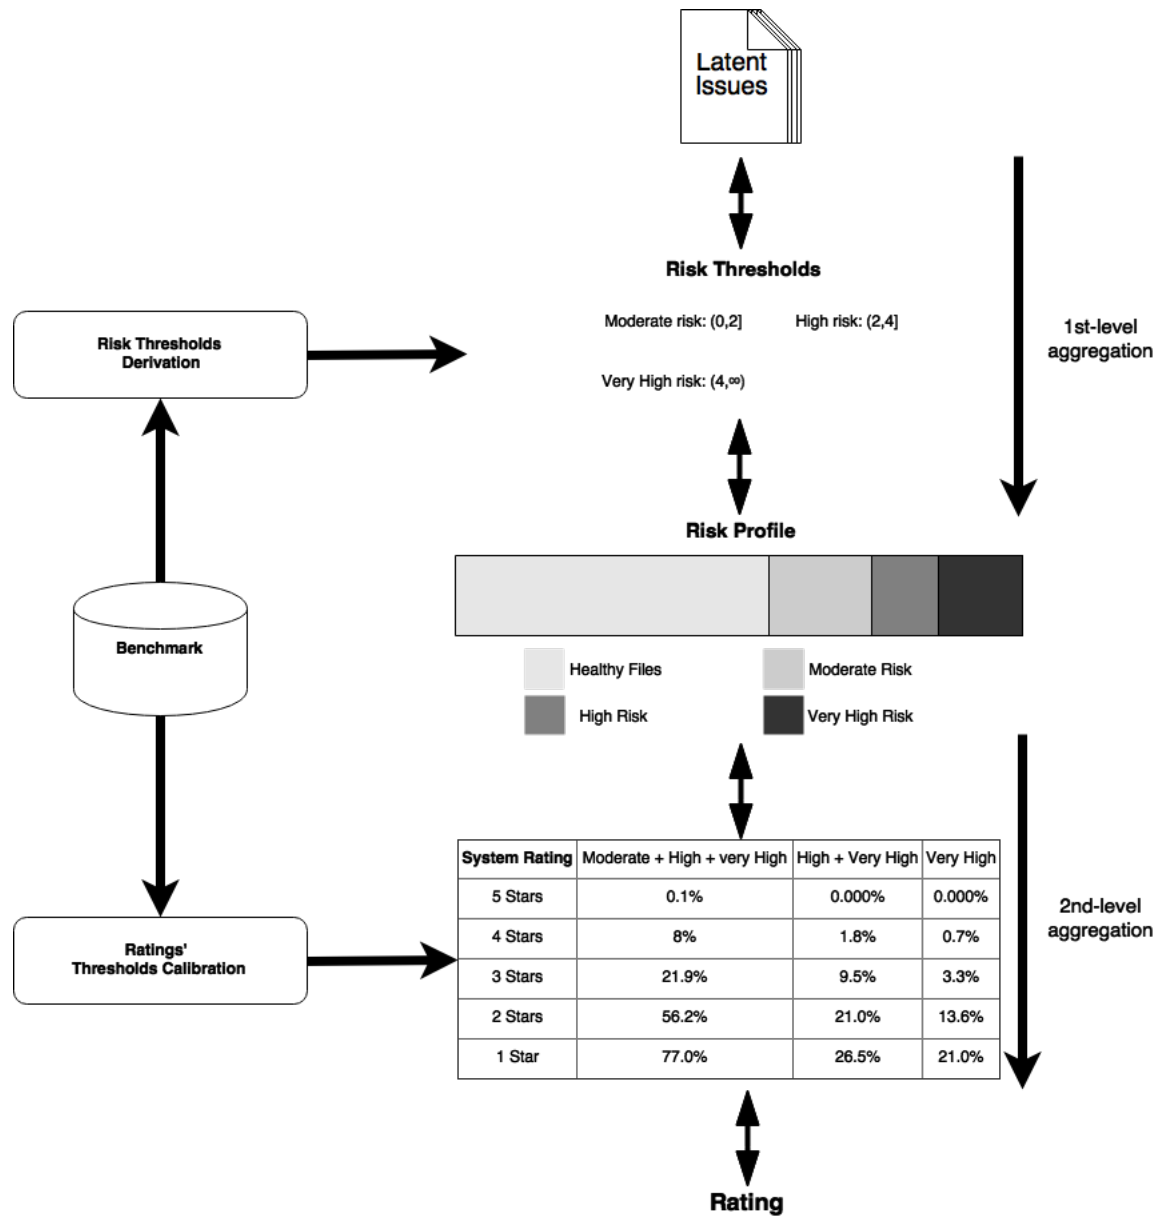 Latent
Issues
Risk Thresholds
Moderate risk: (0,2] High risk: (2,4]
Very High risk: (4,∞)
1st-level
aggregation
Risk Thresholds
Derivation
Risk Profile
Benchmark
Healthy Files Moderate Risk
High Risk Very High Risk
System Rating Moderate + High + very High High + Very High Very High
5 Stars 0.1% 0.000% 0.000%
4 Stars 8% 1.8% 0.7%
3 Stars 21.9% 9.5% 3.3%
2 Stars 56.2% 21.0% 13.6%
1 Star 77.0% 26.5% 21.0%
2nd-level
aggregation
Ratings'
Thresholds Calibration
Rating